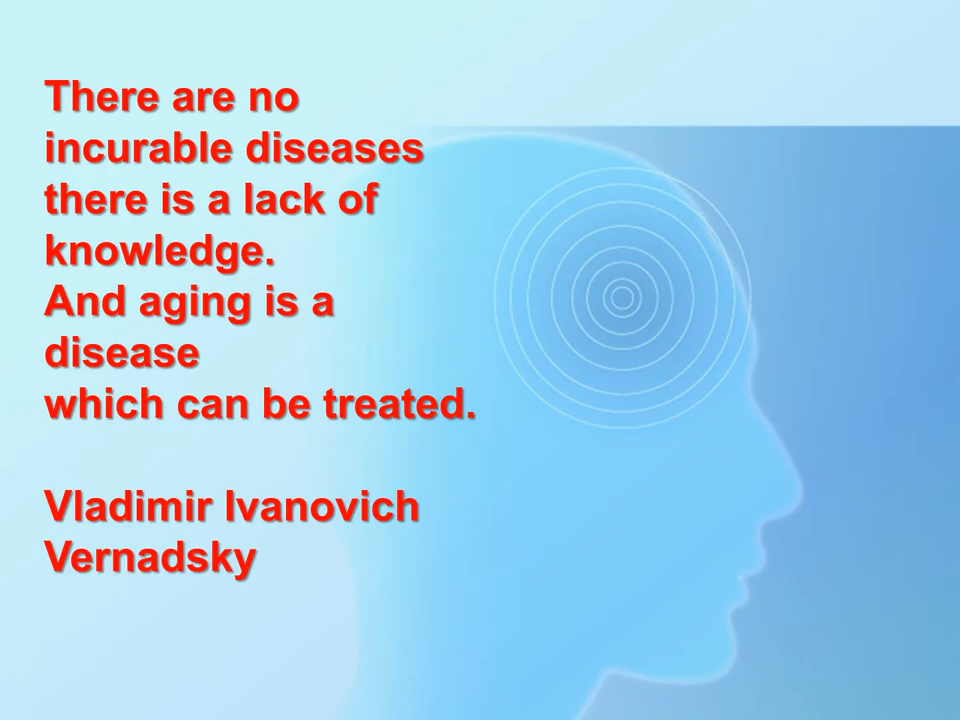 There are no
incurable diseases
there is a lack of
knowledge.
And aging is a
disease
which can be treated.
Vladimir Ivanovich
Vernadsky